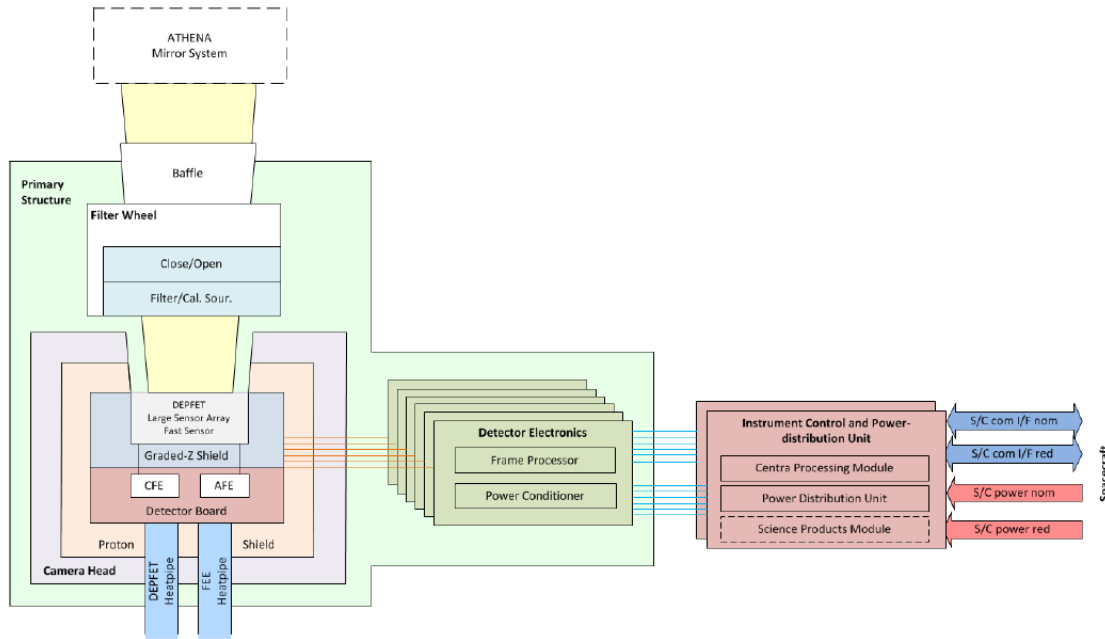 ATHENA
Mirror System
Baffle
Primary
Structure
Filter Wheel
Close/Open
Filter/Cal. Sour.
DEPFET
Large Sensor Array
Fast Sensor
Graded-Z Shield
CFE
AFE
Detector Board
Proton
Shield
Camera Head
DEPFET
Heatpipe
FEE
Heatpipe
Detector Electronics
Frame Processor
Power Conditioner
Instrument Control and Power-
distribution Unit
Centra Processing Module
Power Distribution Unit
Science Products Module
S/C com I/F nom
S/C com I/F red
S/C power nom
S/C power red
Spacecraft